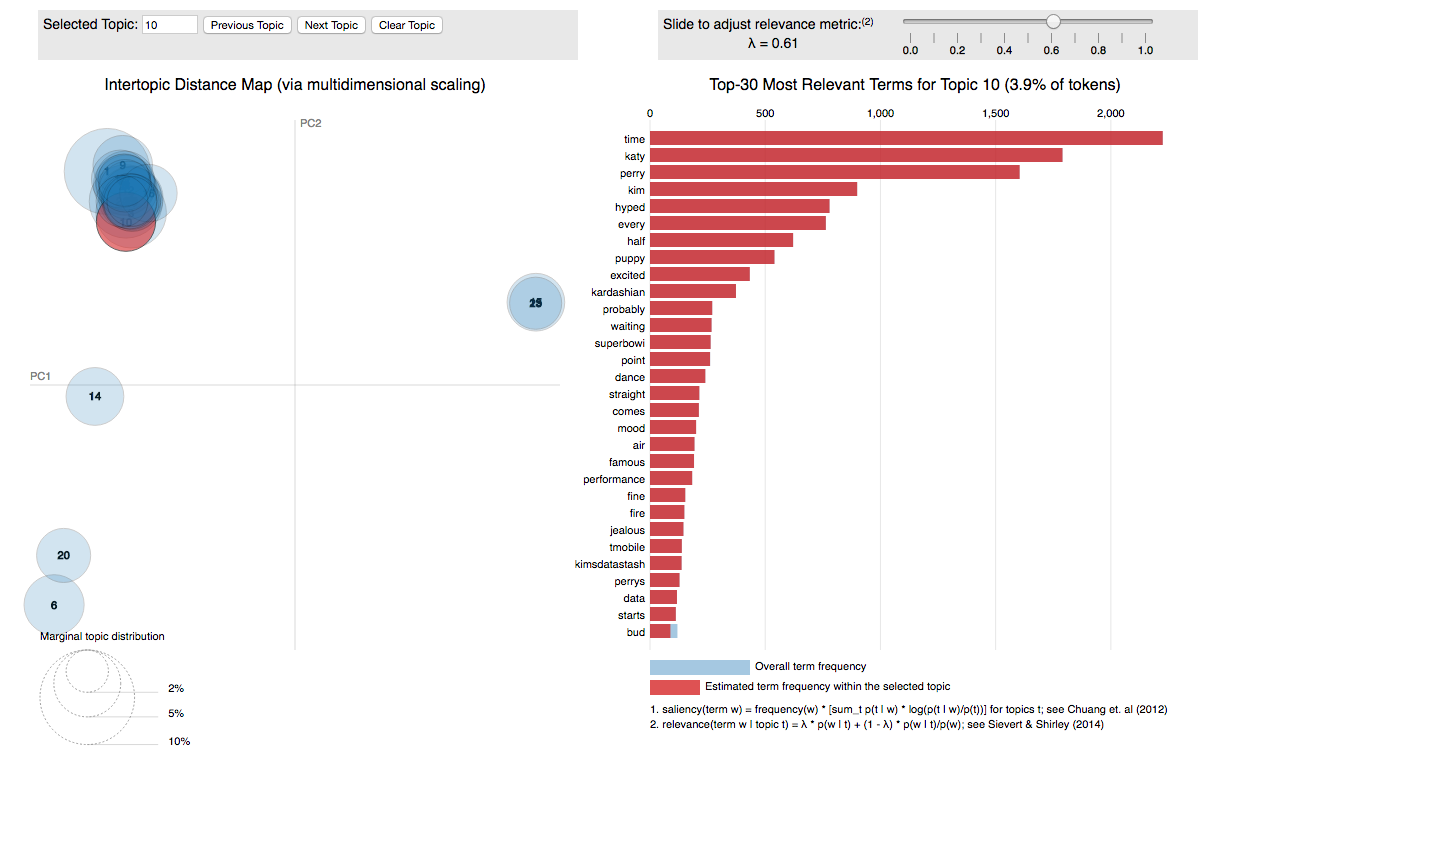 Selected Topic: 10 Previous Topic Next Topic Clear Topic
Slide to adjust relevance metric:(2)
λ = 0.61
0.0 0.2 0.4 0.6 0.8 1.0
Intertopic Distance Map (via multidimensional scaling)
PC2
PC1
1
9
10
14
20
6
Marginal topic distribution
2%
5%
10%
Top-30 Most Relevant Terms for Topic 10 (3.9% of tokens)
0 500 1,000 1,500 2,000
time
katy
perry
kim
hyped
every
half
puppy
excited
kardashian
probably
waiting
superbowl
point
dance
straight
comes
mood
air
famous
performance
fine
fire
jealous
tmobile
kimsdatastash
perrys
data
starts
bud
Overall term frequency
Estimated term frequency within the selected topic
1. saliency(term w) = frequency(w) * [sum_t p(t | w) * log(p(t | w)/p(t))] for topics t; see Chuang et. al (2012)
2. relevance(term w | topic t) = λ * p(w | t) + (1 - λ) * p(w | t)/p(w); see Sievert & Shirley (2014)